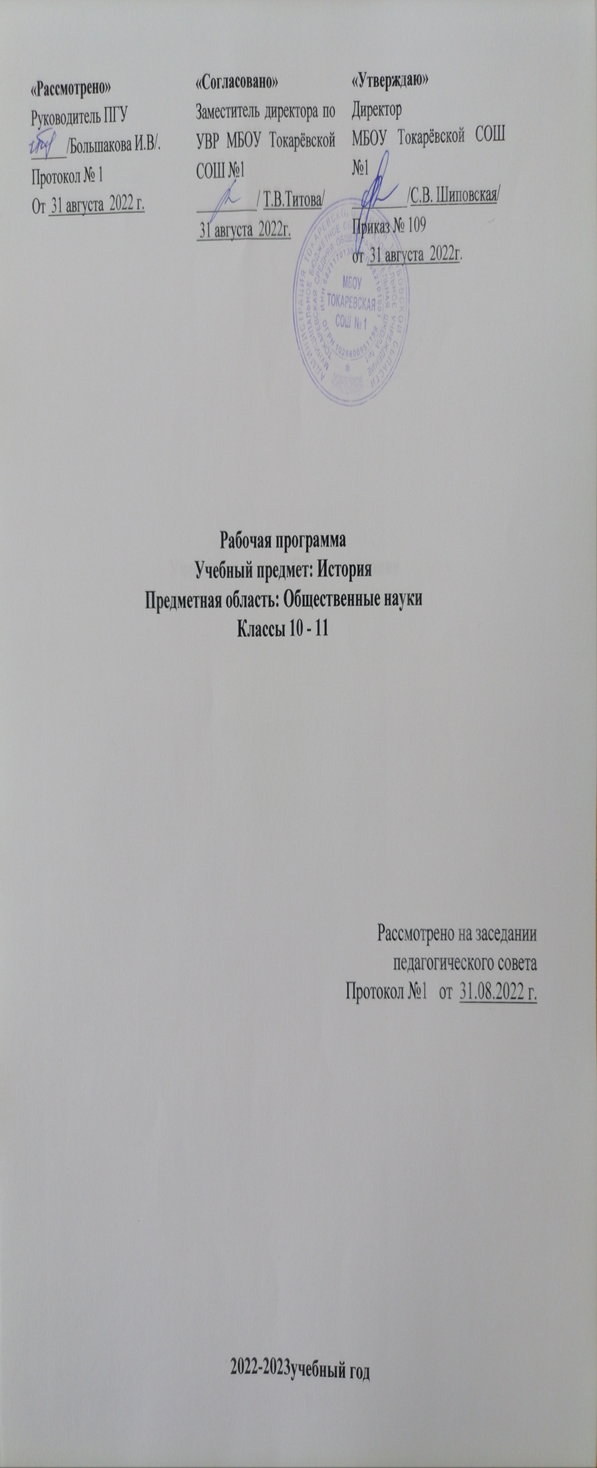 «Рассмотрено»
Руководитель ПГУ
/Большакова И.В/.
Протокол № 1
От 31 августа 2022 г.
«Согласовано»
Заместитель директора по
УВР МБОУ Токарёвской
СОШ №1
/ Т.В.Титова/
31 августа 2022г.
«Утверждаю»
Директор
МБОУ Токарёвской СОШ
№1
/С.В. Шиповская/
Приказ № 109
от 31 августа 2022г.
МБОУ
ТОКАРЕВСКАЯ
СОШ № 1
Рабочая программа
Учебный предмет: История
Предметная область: Общественные науки
Классы 10 - 11
Рассмотрено на заседании
педагогического совета
Протокол №1 от 31.08.2022 г.
2022-2023учебный год